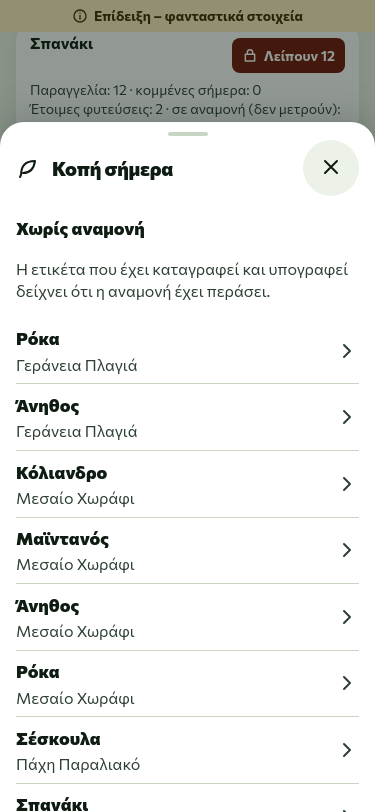 Επίδειξη – φανταστικά στοιχεία
Σπανάκι
Λείπουν 12
Παραγγελία: 12 · κομμένες σήμερα: 0
Έτοιμες φυτεύσεις: 2 · σε αναμονή (δεν μετρούν):
Κοπή σήμερα
Χωρίς αναμονή
Η ετικέτα που έχει καταγραφεί και υπογραφεί
δείχνει ότι η αναμονή έχει περάσει.
Ρόκα
Γεράνεια Πλαγιά
Άνηθος
Γεράνεια Πλαγιά
Κόλιανδρο
Μεσαίο Χωράφι
Μαϊντανός
Μεσαίο Χωράφι
Άνηθος
Μεσαίο Χωράφι
Ρόκα
Μεσαίο Χωράφι
Σέσκουλα
Πάχη Παραλιακό
Σπανάκι